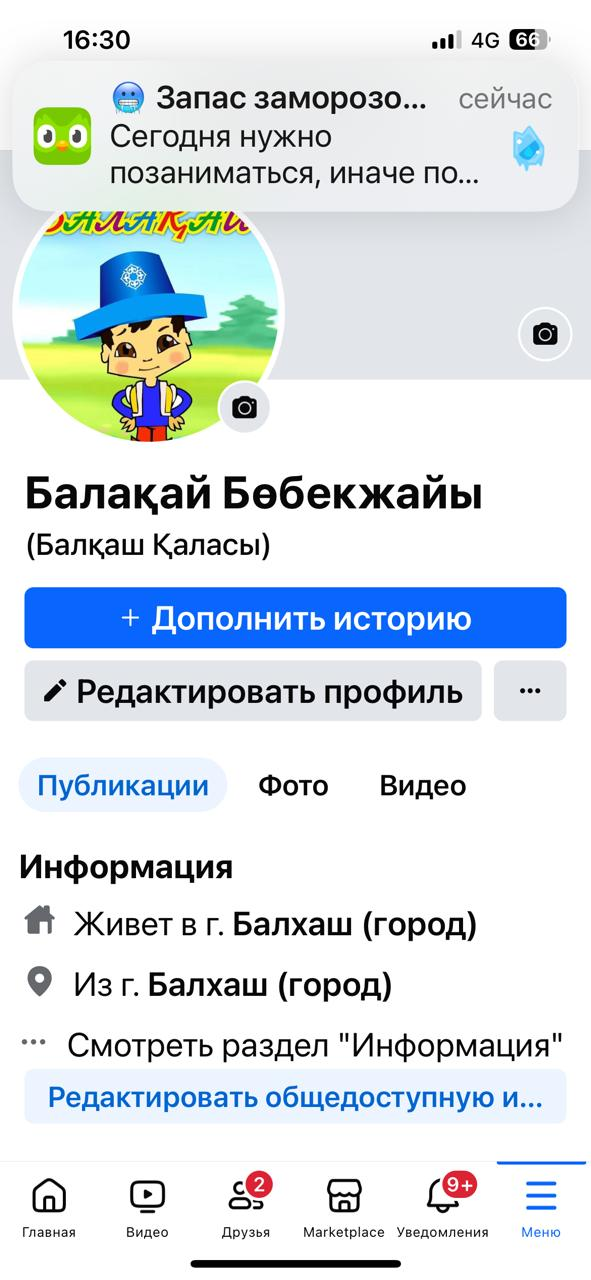 16:30
4G
66
🥶 Запас заморозо...
сейчас
Сегодня нужно
позаниматься, иначе по...
БАЛАҚАЙ
Балақай Бөбекжайы
(Балқаш Қаласы)
+ Дополнить историю
Редактировать профиль
...
Публикации
Фото
Видео
Информация
Живет в г. Балхаш (город)
Из г. Балхаш (город)
... Смотреть раздел "Информация"
Редактировать общедоступную и...
2
9+
Главная
Видео
Друзья
Marketplace
Уведомления
Меню